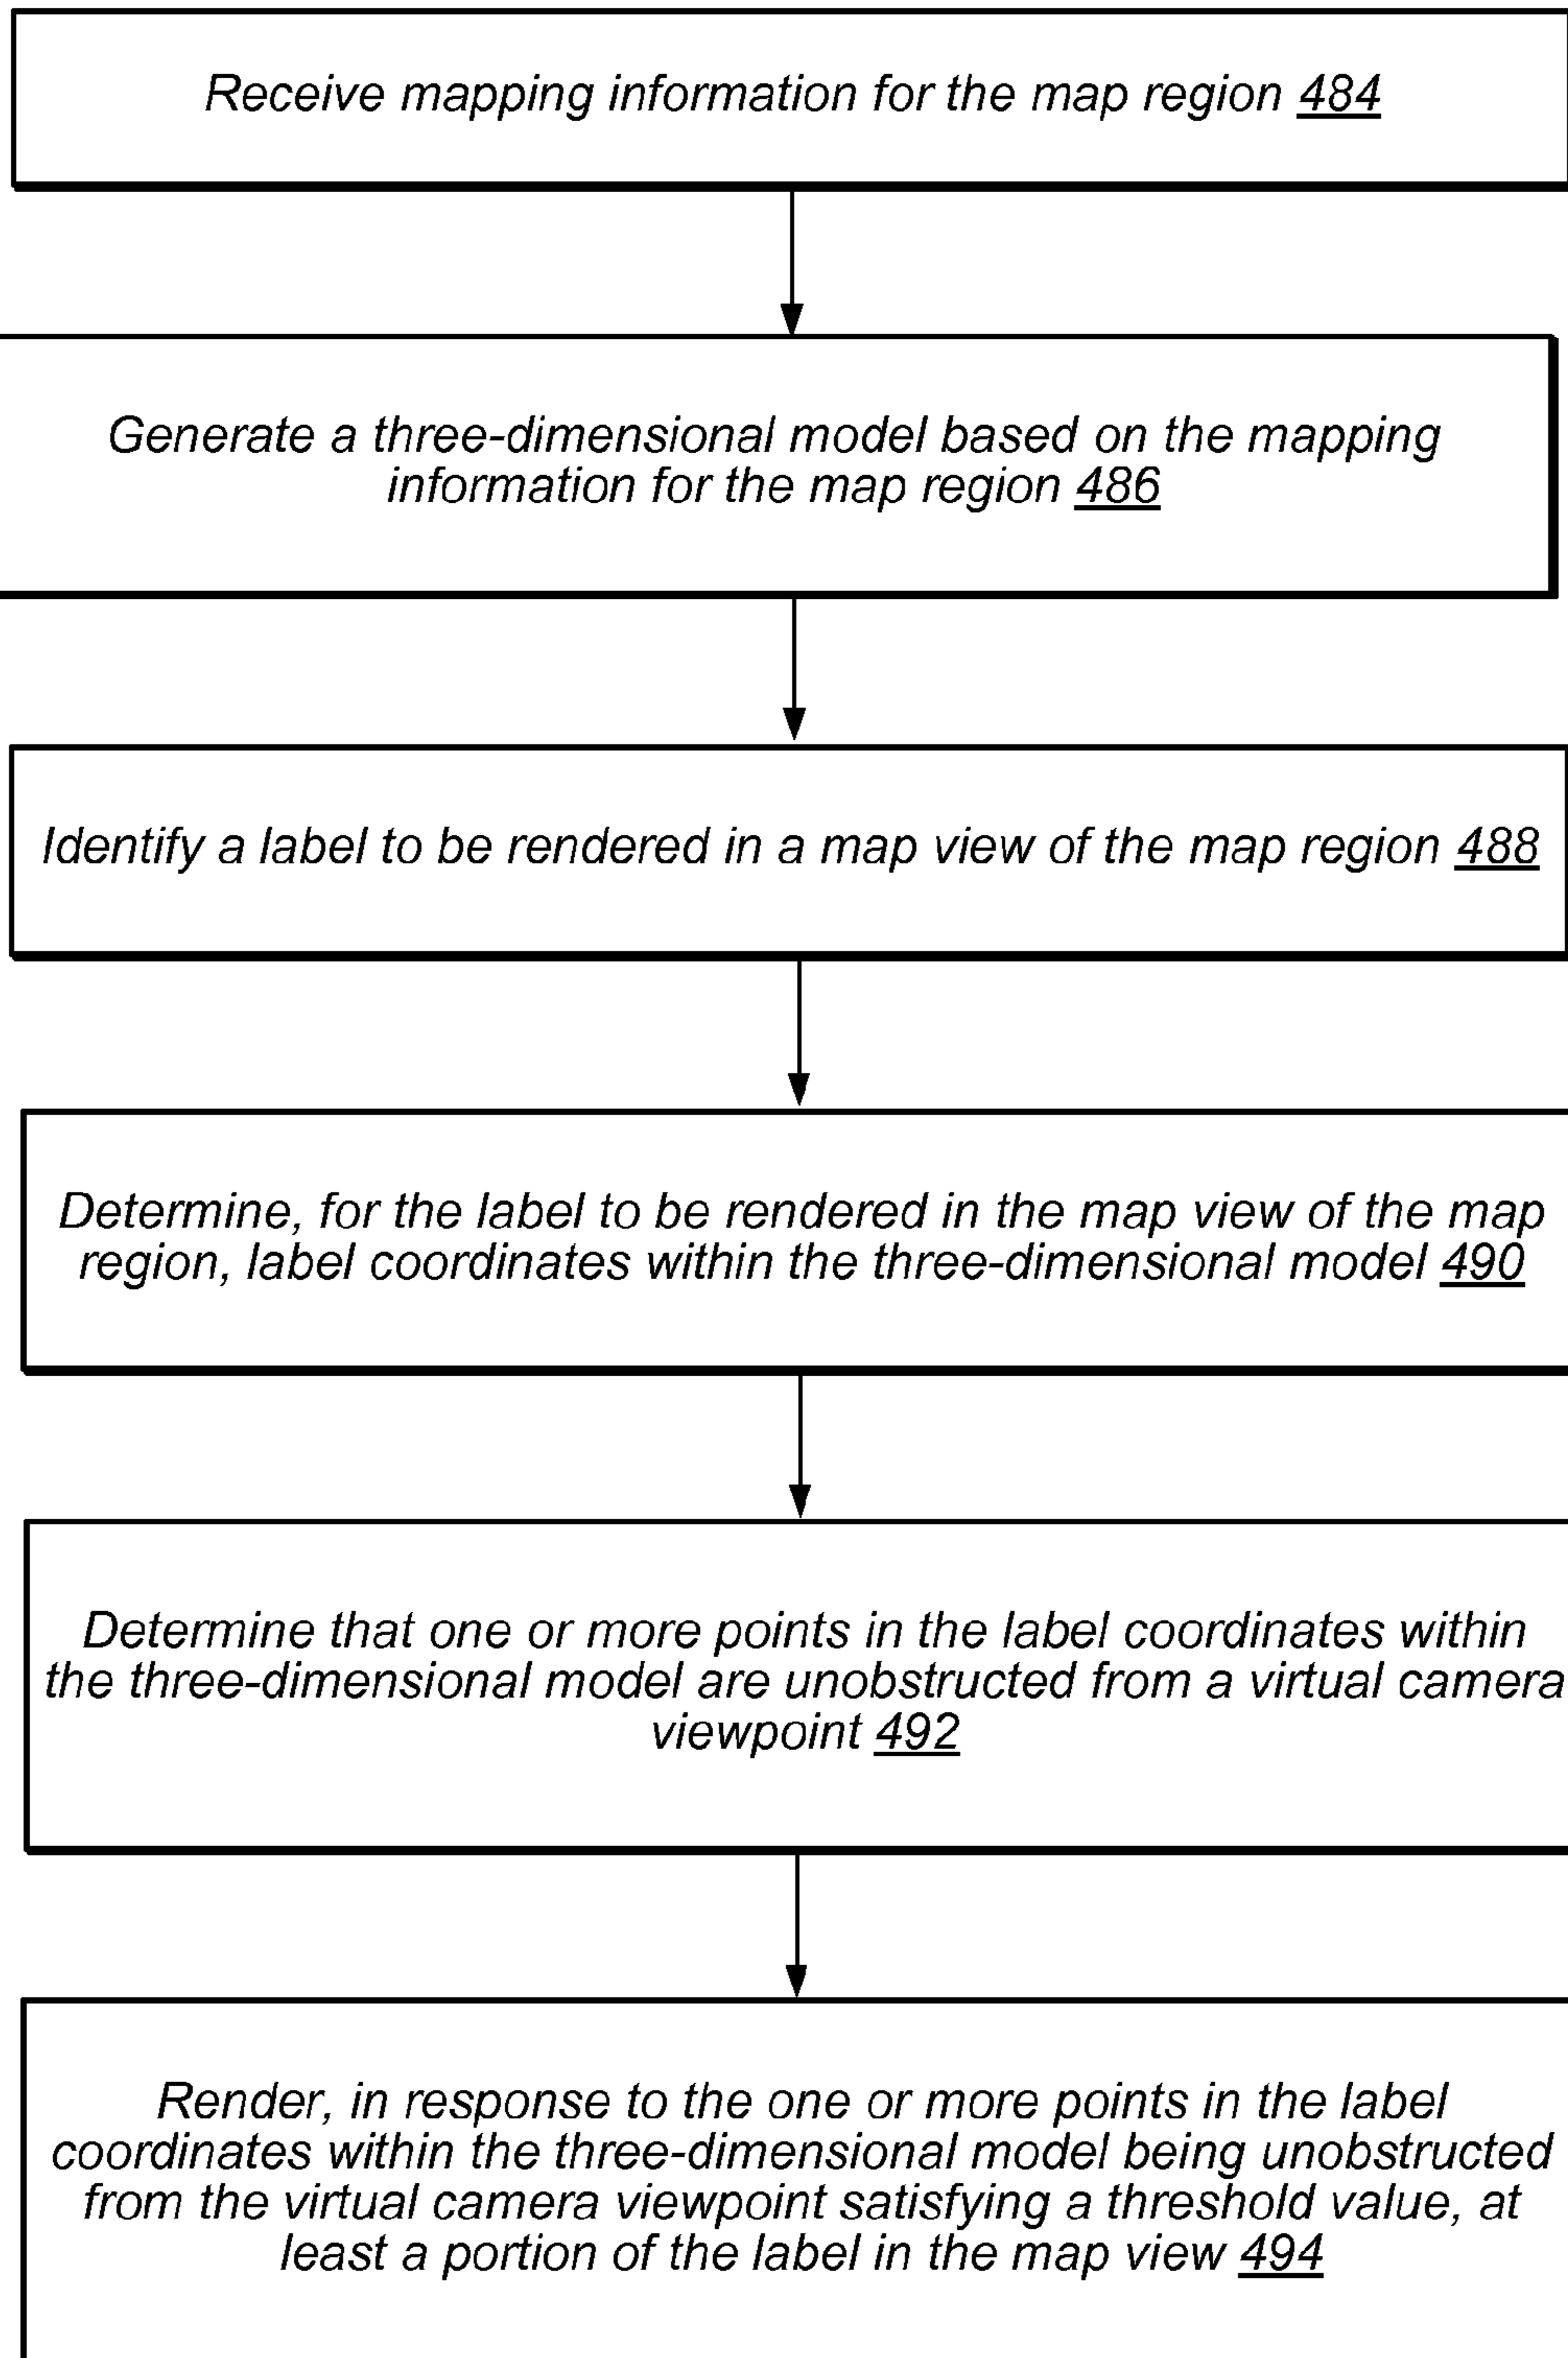 Receive mapping information for the map region 484
Generate a three-dimensional model based on the mapping
information for the map region 486
Identify a label to be rendered in a map view of the map region 488
Determine, for the label to be rendered in the map view of the map
region, label coordinates within the three-dimensional model 490
Determine that one or more points in the label coordinates within
the three-dimensional model are unobstructed from a virtual camera
viewpoint 492
Render, in response to the one or more points in the label
coordinates within the three-dimensional model being unobstructed
from the virtual camera viewpoint satisfying a threshold value, at
least a portion of the label in the map view 494